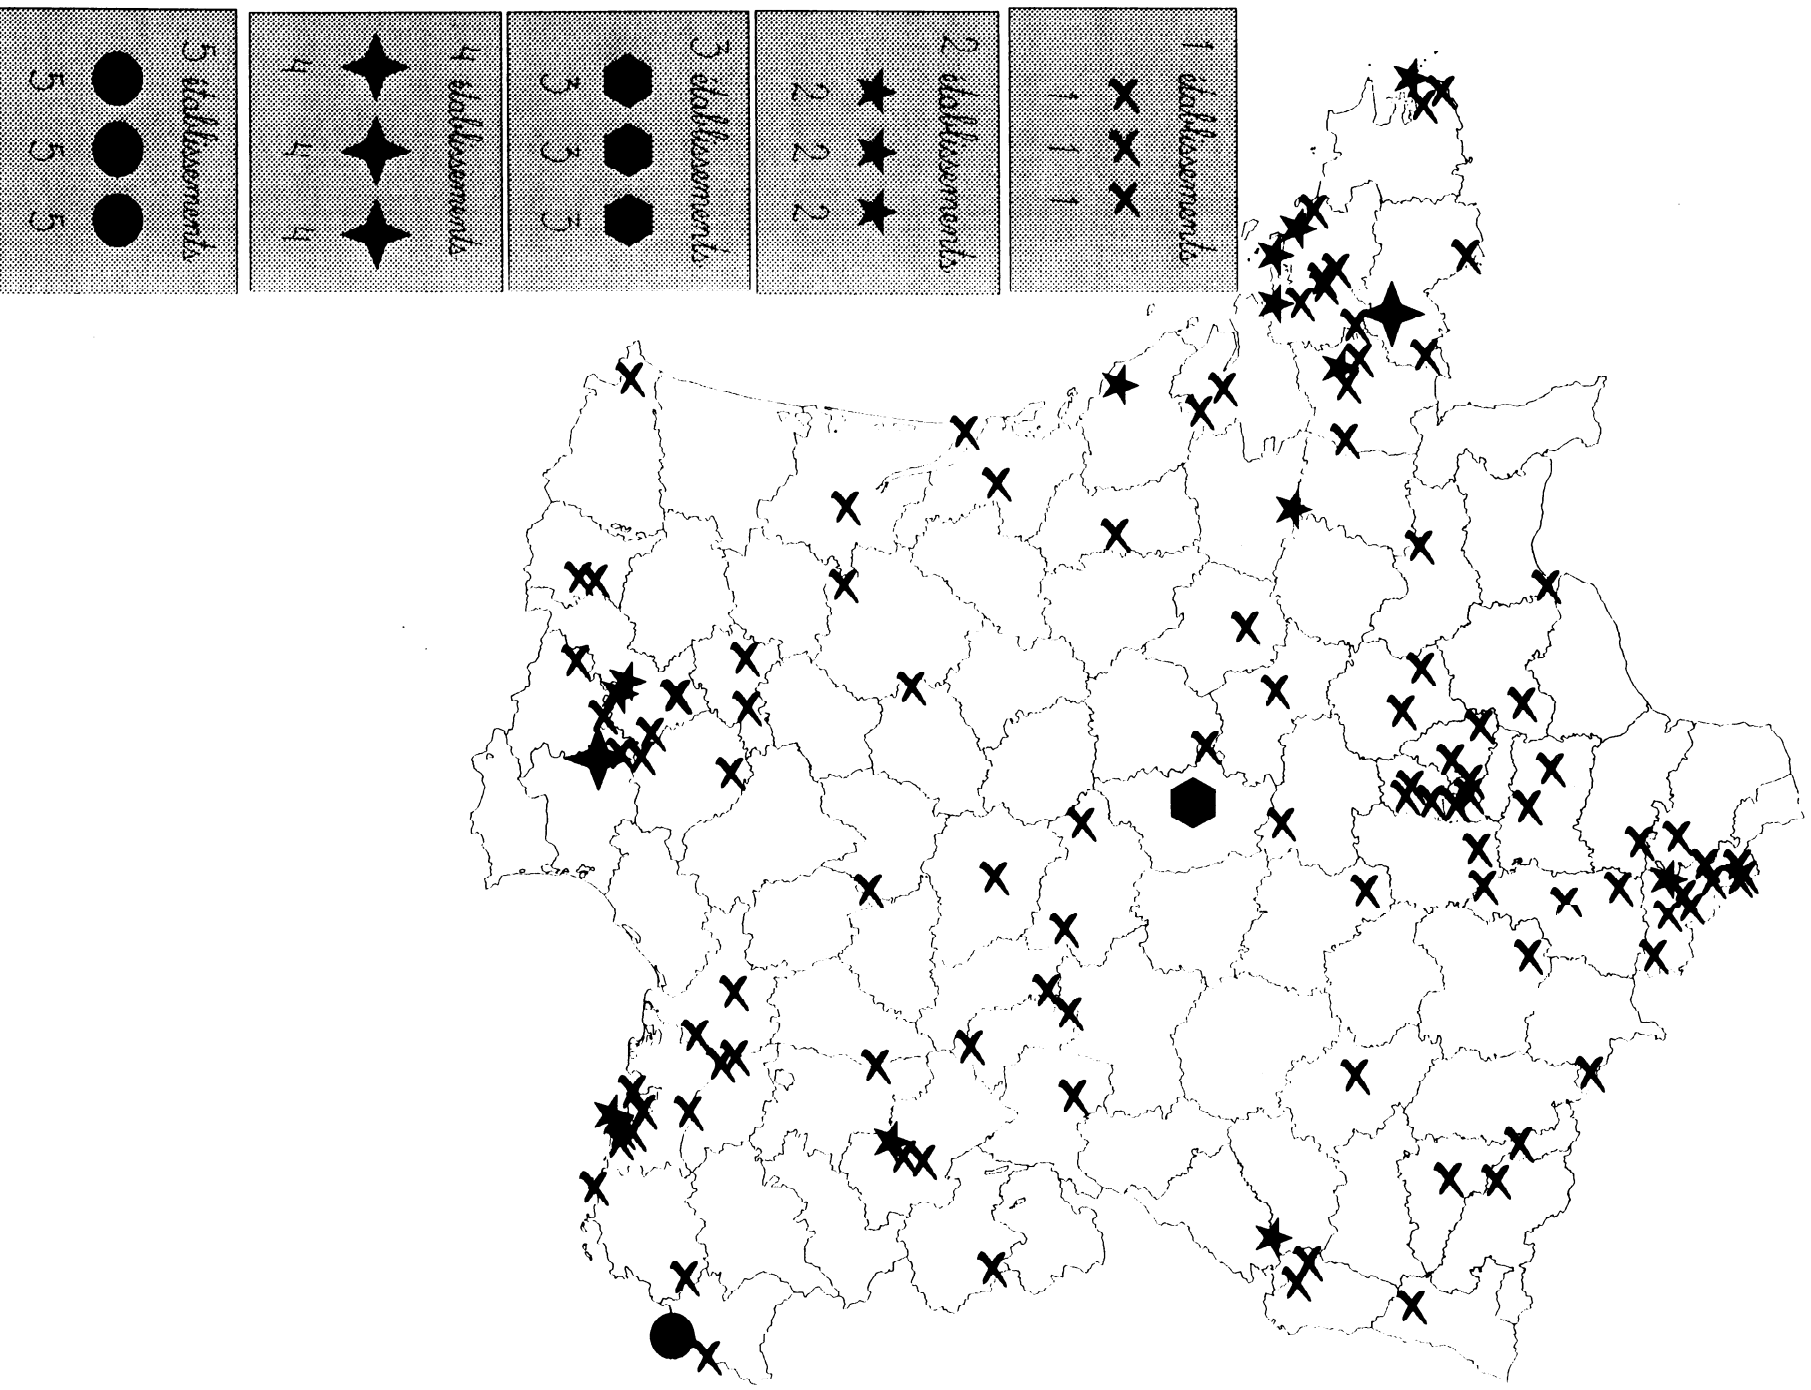 1 établissements
1 1 1
2 établissements
2 2 2
3 établissements
3 3 3
4 établissements
4 4 4
5 établissements
5 5 5